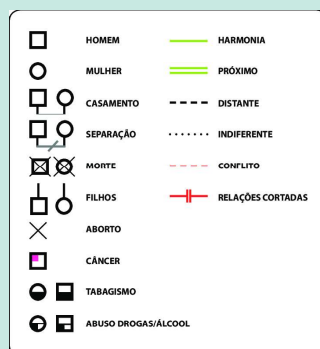 HOMEM
HARMONIA
MULHER
PRÓXIMO
CASAMENTO
DISTANTE
SEPARAÇÃO
INDIFERENTE
MORTE
CONFLITO
FILHOS
RELAÇÕES CORTADAS
ABORTO
CÂNCER
TABAGISMO
ABUSO DROGAS/ÁLCOOL